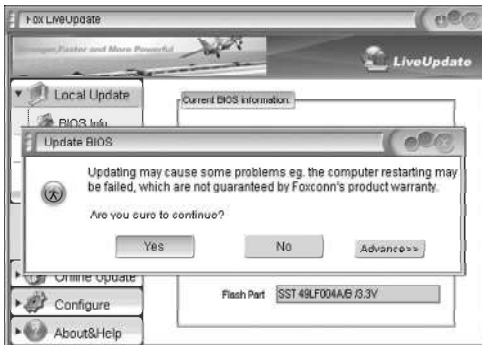 Fox LiveUpdate
Stronger,Faster and More Powerful
LiveUpdate
Local Update
Current BIOS information:
BIOS Info
Update BIOS
Updating may cause some problems eg. the computer restarting may
be failed, which are not guaranteed by Foxconn's product warranty.
Are you sure to continue?
Yes
No
Advance>>
Online Update
Flash Part
SST 49LF004A/B /3.3V
Configure
About&Help